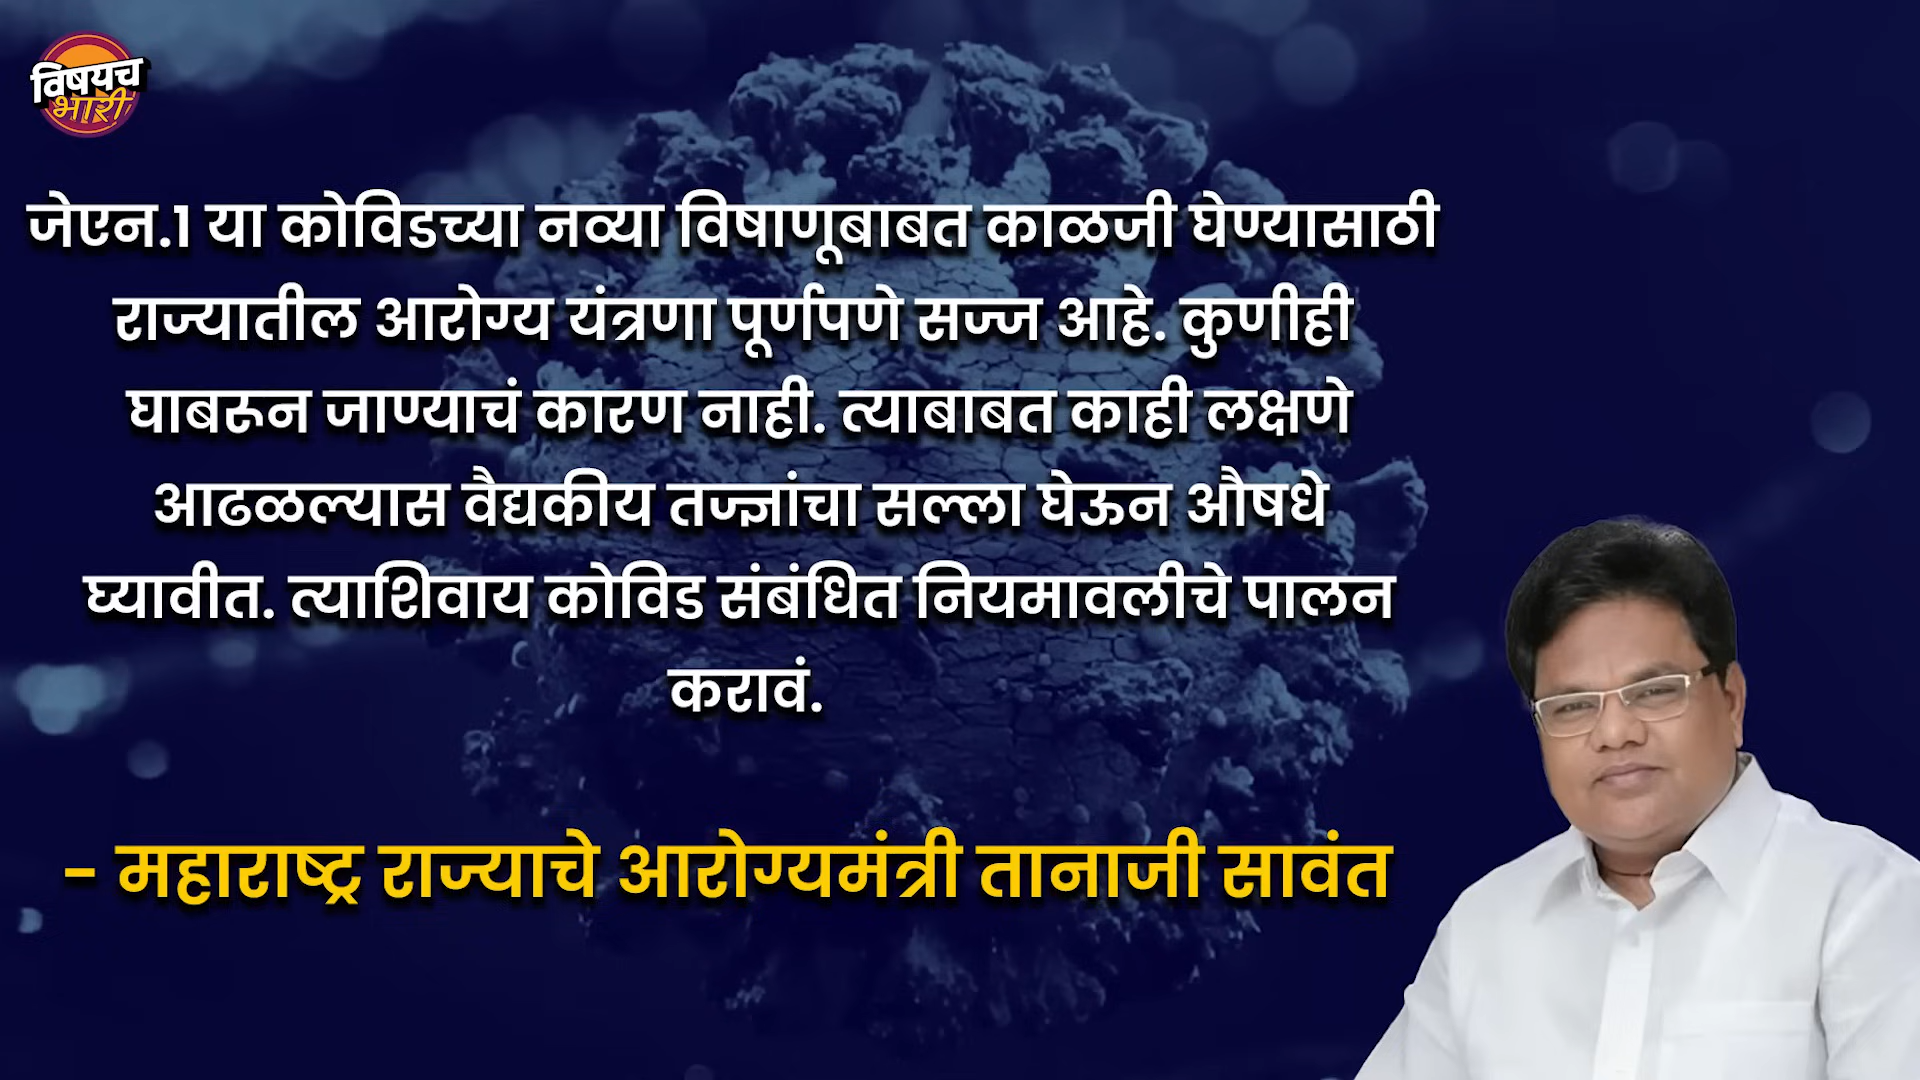 विषयच
भारी
जेएन.1 या कोविडच्या नव्या विषाणूबाबत काळजी घेण्यासाठी
राज्यातील आरोग्य यंत्रणा पूर्णपणे सज्ज आहे. कुणीही
घाबरून जाण्याचं कारण नाही. त्याबाबत काही लक्षणे
आढळल्यास वैद्यकीय तज्ज्ञांचा सल्ला घेऊन औषधे
घ्यावीत. त्याशिवाय कोविड संबंधित नियमावलीचे पालन
करावं.
- महाराष्ट्र राज्याचे आरोग्यमंत्री तानाजी सावंत